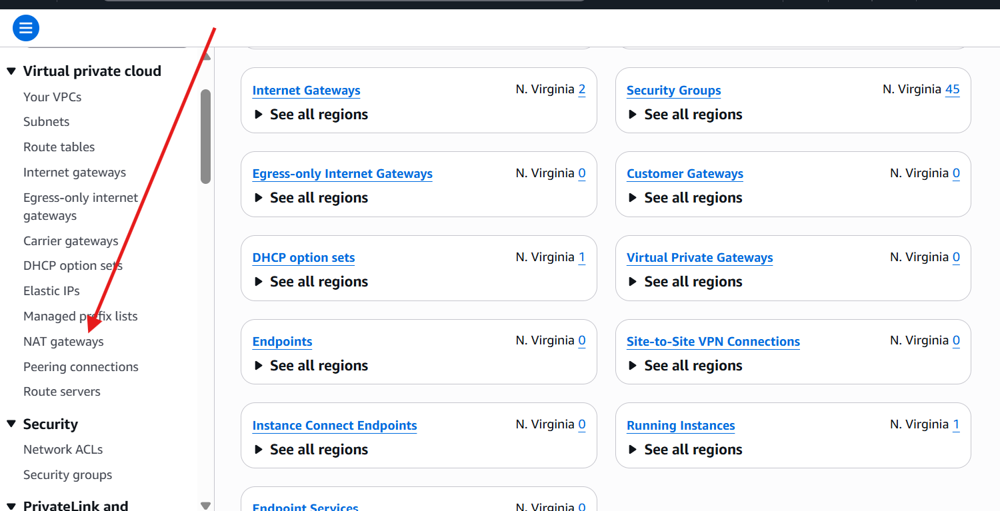 Virtual private cloud
Your VPCs
Subnets
Route tables
Internet gateways
Egress-only internet
gateways
Carrier gateways
DHCP option sets
Elastic IPs
Managed prefix lists
NAT gateways
Peering connections
Route servers
Security
Network ACLs
Security groups
PrivateLink and
Internet Gateways N. Virginia 2
See all regions
Security Groups N. Virginia 45
See all regions
Egress-only Internet Gateways N. Virginia 0
See all regions
Customer Gateways N. Virginia 0
See all regions
DHCP option sets N. Virginia 1
See all regions
Virtual Private Gateways N. Virginia 0
See all regions
Endpoints N. Virginia 0
See all regions
Site-to-Site VPN Connections N. Virginia 0
See all regions
Instance Connect Endpoints N. Virginia 0
See all regions
Running Instances N. Virginia 1
See all regions
Endpoint Services N. Virginia 0